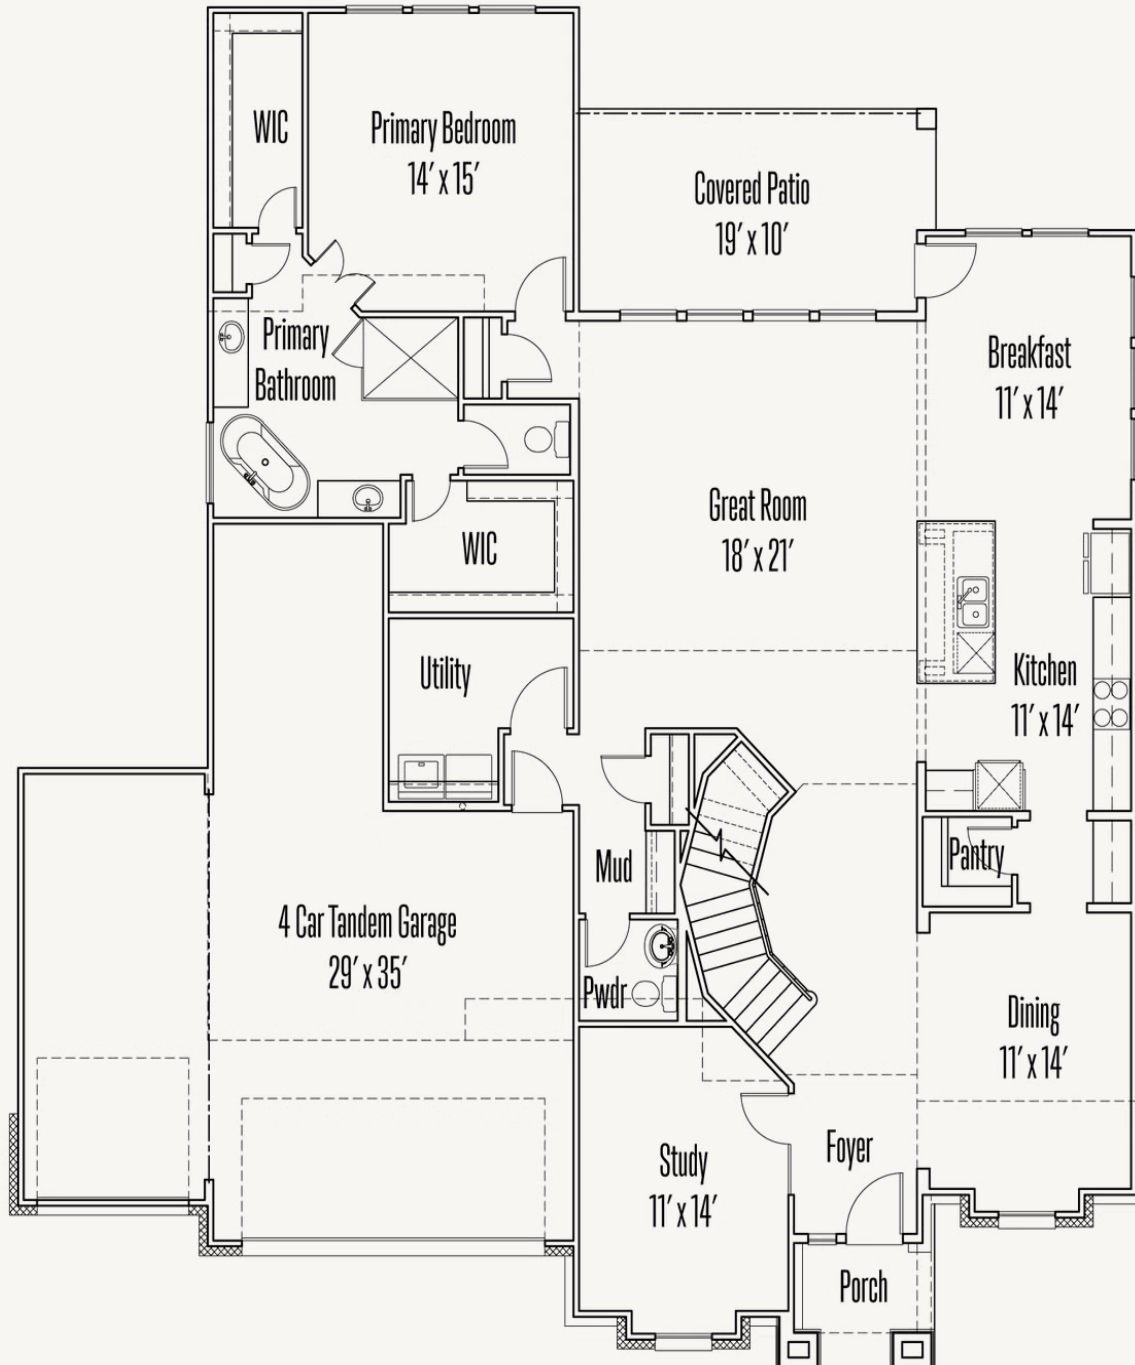 WIC
Primary Bedroom
14' x 15'
Covered Patio
19' x 10'
Primary
Bathroom
Breakfast
11' x 14'
Great Room
18' x 21'
WIC
Utility
Kitchen
11' x 14'
Mud
Pantry
4 Car Tandem Garage
29' x 35'
Pwdr
Dining
11' x 14'
Study
11' x 14'
Foyer
Porch